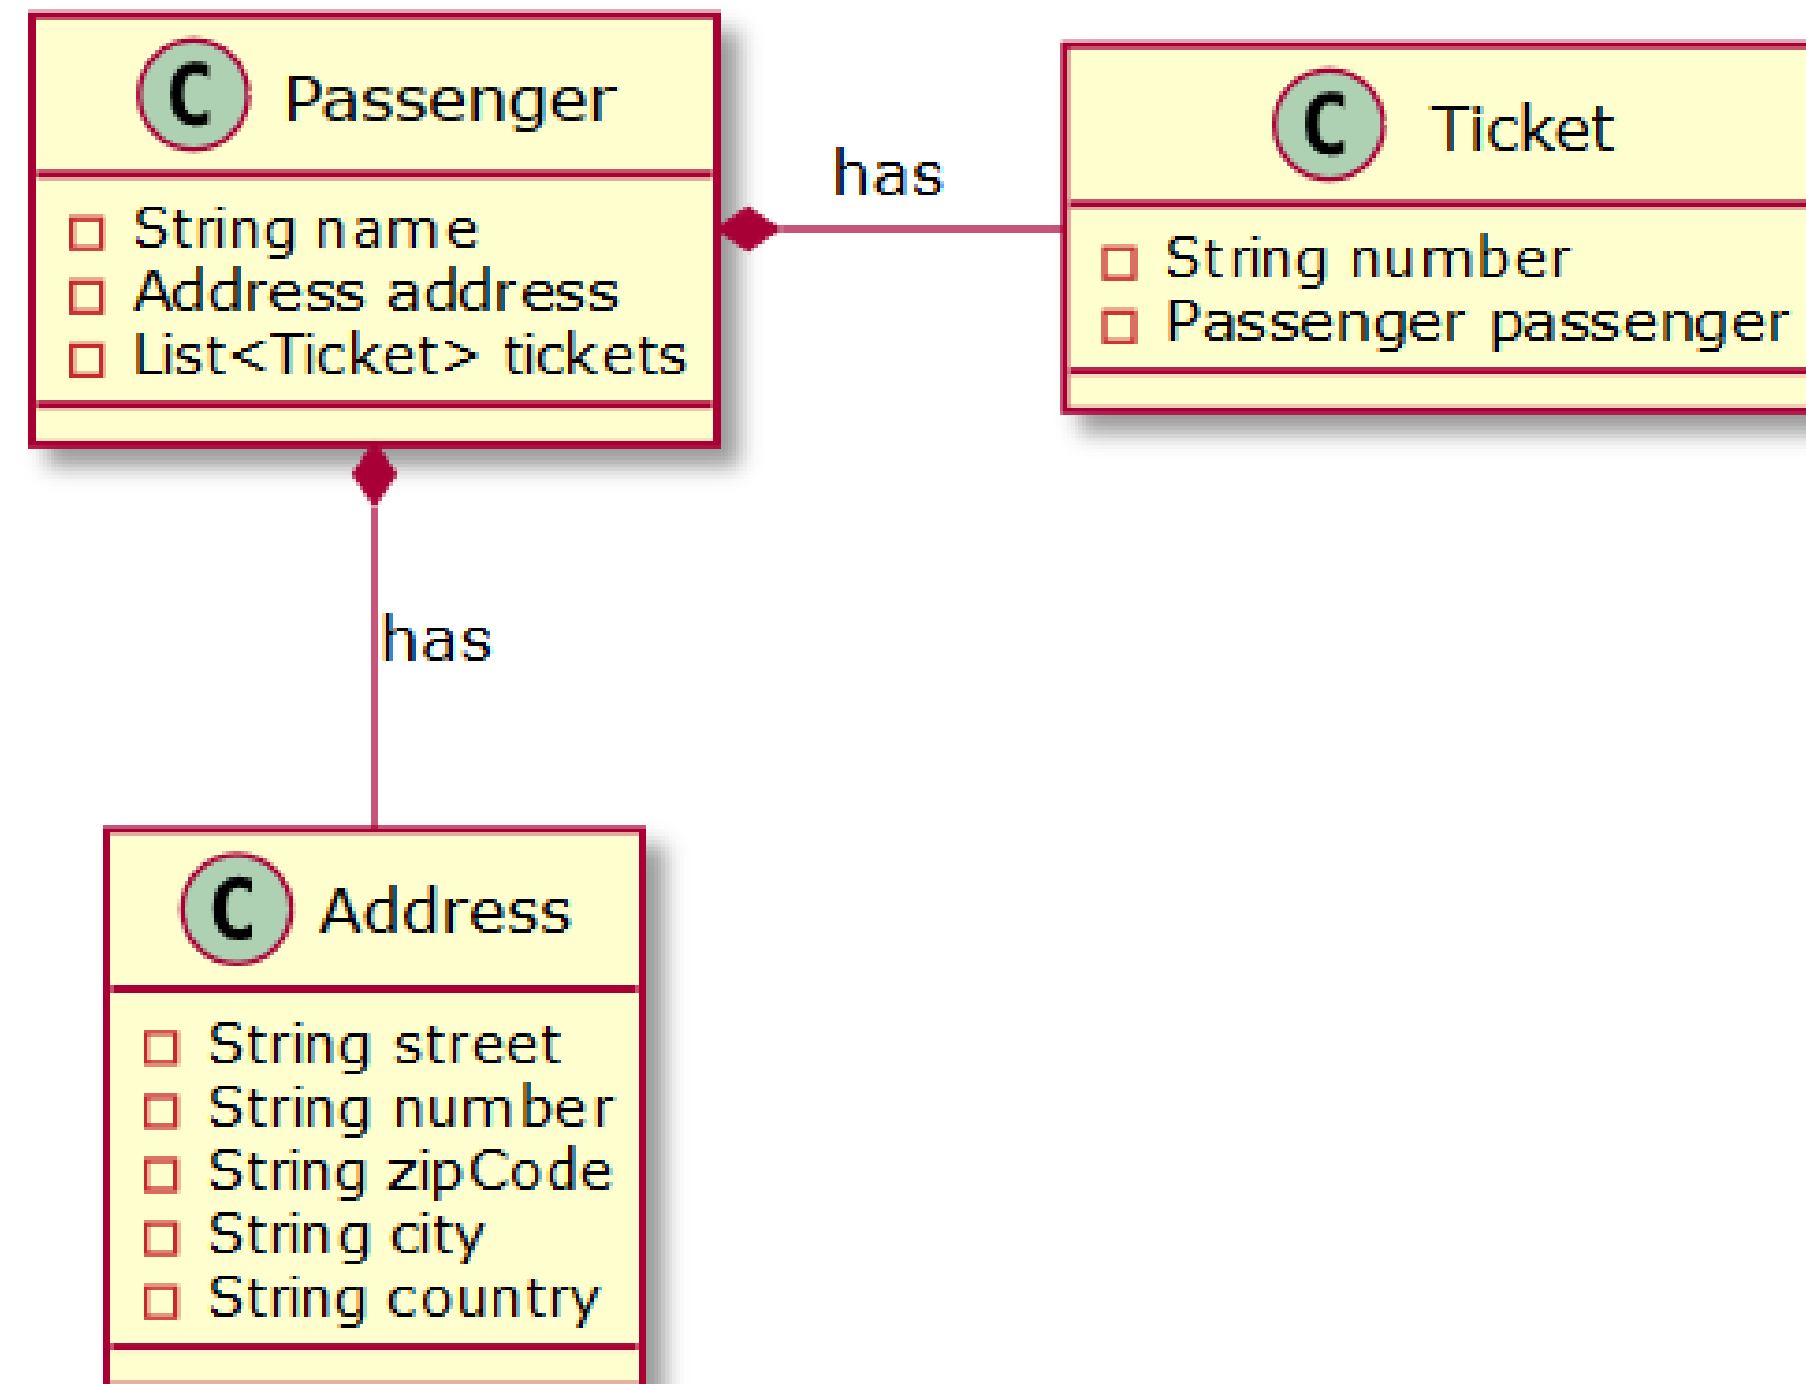 C Passenger
String name
Address address
List<Ticket> tickets
has
C Ticket
String number
Passenger passenger
has
C Address
String street
String number
String zipCode
String city
String country